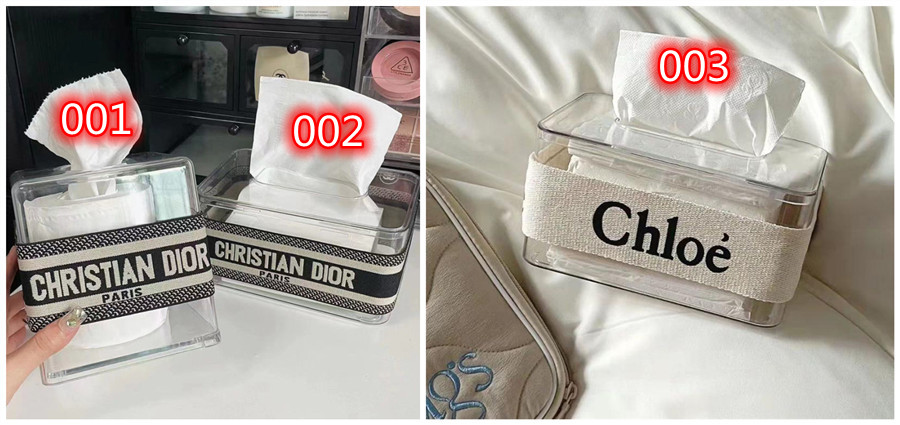 001
002
003
CHRISTIAN DIOR
PARIS
CHRISTIAN DIOR
PARIS
Chloé